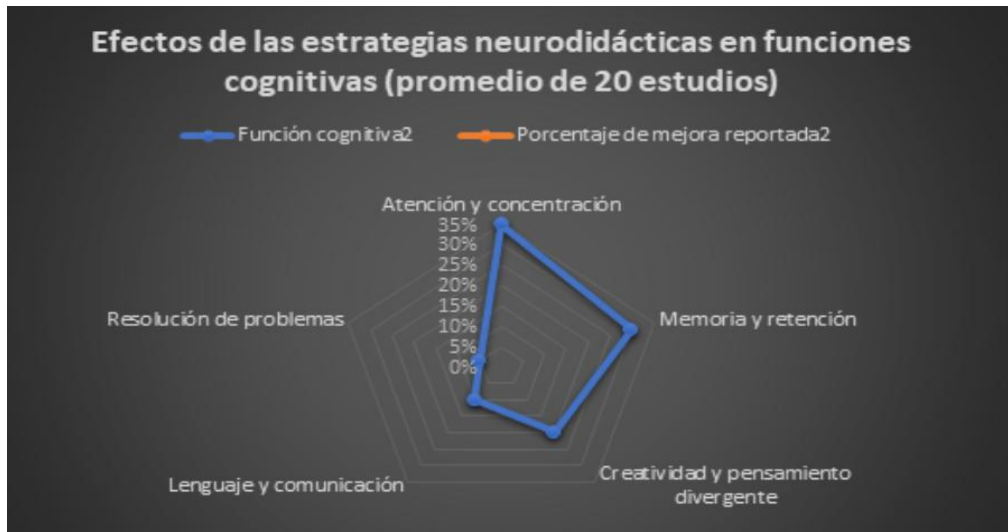 Efectos de las estrategias neurodidácticas en funciones
cognitivas (promedio de 20 estudios)
Función cognitiva2 Porcentaje de mejora reportada2
Atención y concentración
35%
30%
25%
20%
15%
10%
5%
0%
Resolución de problemas
Memoria y retención
Lenguaje y comunicación
Creatividad y pensamiento
divergente